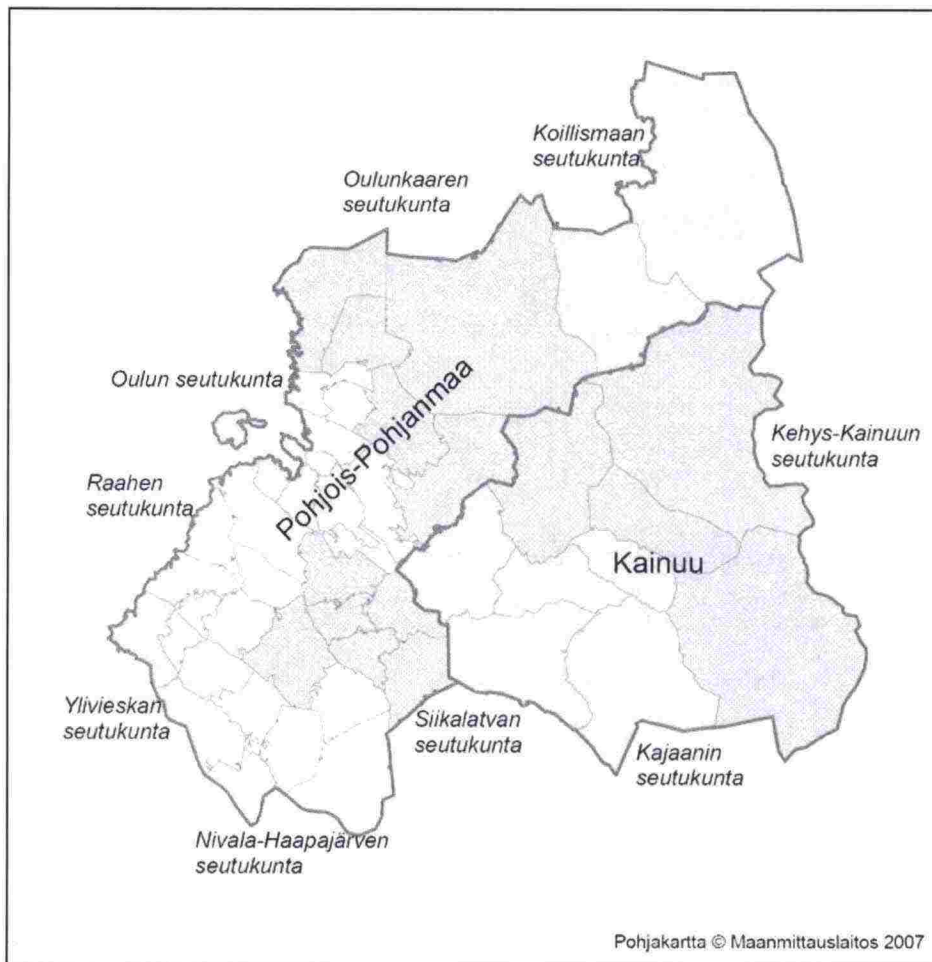 Koillismaan
seutukunta
Oulunkaaren
seutukunta
Oulun seutukunta
Pohjois-Pohjanmaa
Kehys-Kainuun
seutukunta
Raahen
seutukunta
Kainuu
Ylivieskan
seutukunta
Siikalatvan
seutukunta
Kajaanin
seutukunta
Nivala-Haapajärven
seutukunta
Pohjakartta © Maanmittauslaitos 2007